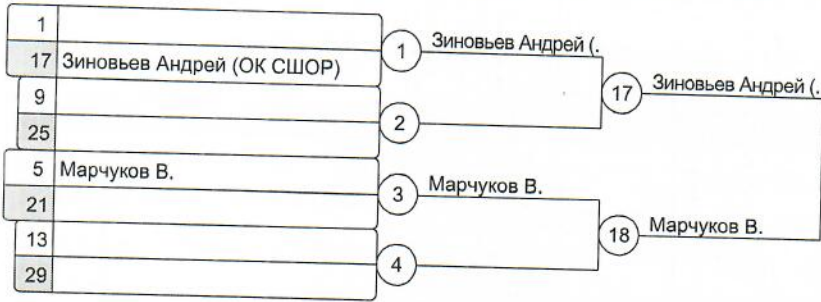 1
17 Зиновьев Андрей (ОК СШОР)
1
Зиновьев Андрей (.
9
25
2
17
Зиновьев Андрей (.
5 Марчуков В.
21
3
Марчуков В.
13
29
4
18
Марчуков В.